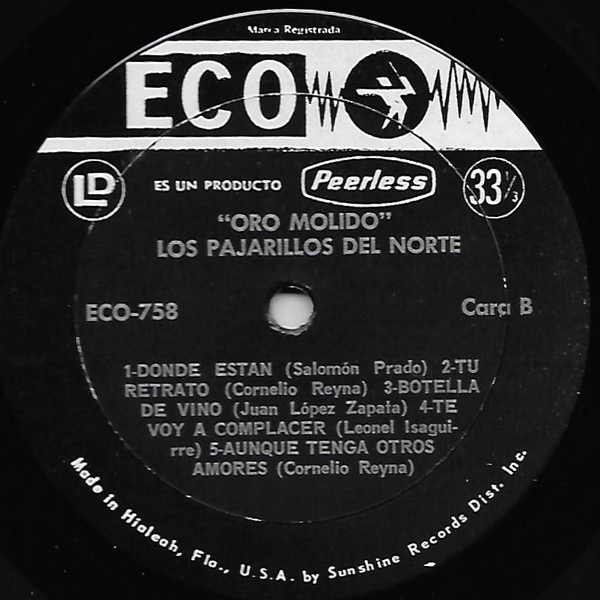 Marca Registrada
ECO
LD ES UN PRODUCTO Peerless 33⅓
"ORO MOLIDO"
LOS PAJARILLOS DEL NORTE
ECO-758 Cara B
1-DONDE ESTAN (Salomón Prado) 2-TU
RETRATO (Cornelio Reyna) 3-BOTELLA
DE VINO (Juan López Zapata) 4-TE
VOY A COMPLACER (Leonel Isagui-
rre) 5-AUNQUE TENGA OTROS
AMORES (Cornelio Reyna)
Made in Hialeah, Fla., U.S.A. by Sunshine Records Dist. Inc.